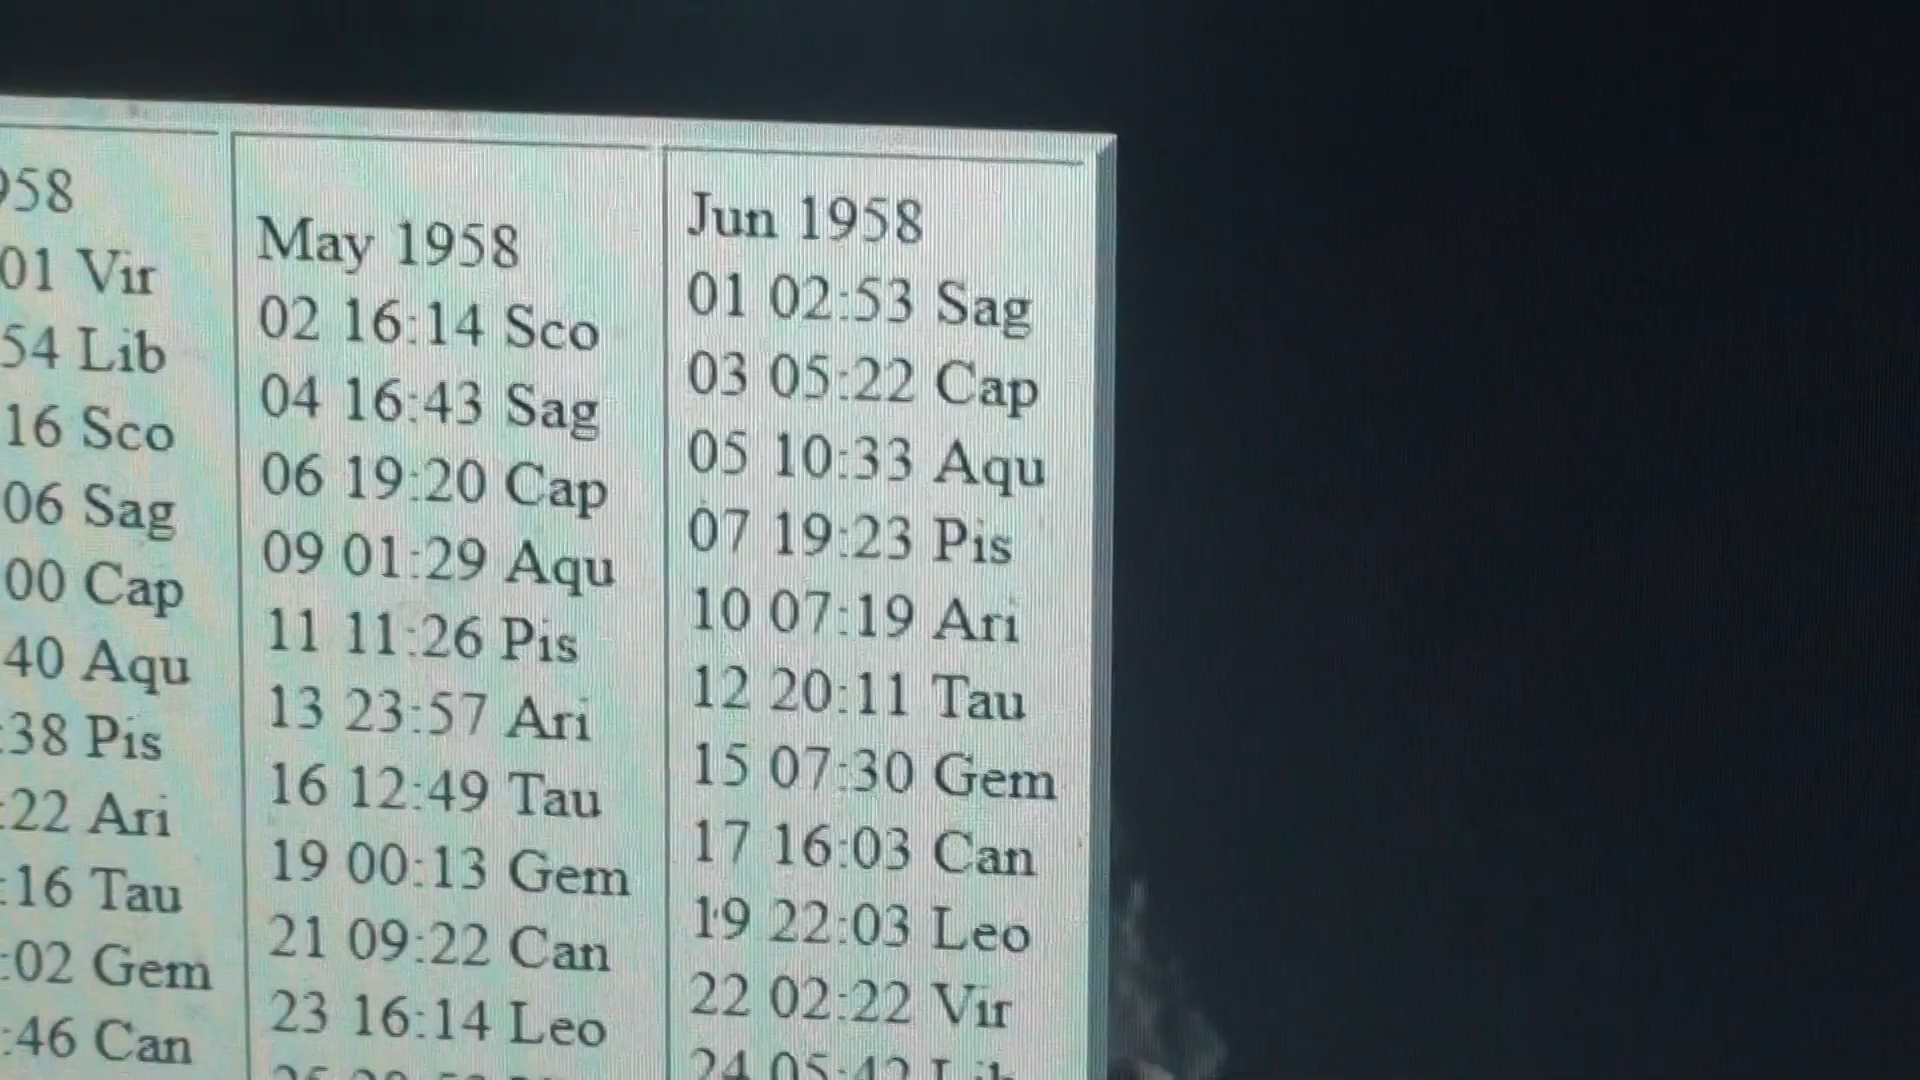 958
01 Vir
54 Lib
16 Sco
06 Sag
00 Cap
40 Aqu
:38 Pis
:22 Ari
:16 Tau
:02 Gem
:46 Can
May 1958
02 16:14 Sco
04 16:43 Sag
06 19:20 Cap
09 01:29 Aqu
11 11:26 Pis
13 23:57 Ari
16 12:49 Tau
19 00:13 Gem
21 09:22 Can
23 16:14 Leo
Jun 1958
01 02:53 Sag
03 05:22 Cap
05 10:33 Aqu
07 19:23 Pis
10 07:19 Ari
12 20:11 Tau
15 07:30 Gem
17 16:03 Can
19 22:03 Leo
22 02:22 Vir
24 05:42 Lib